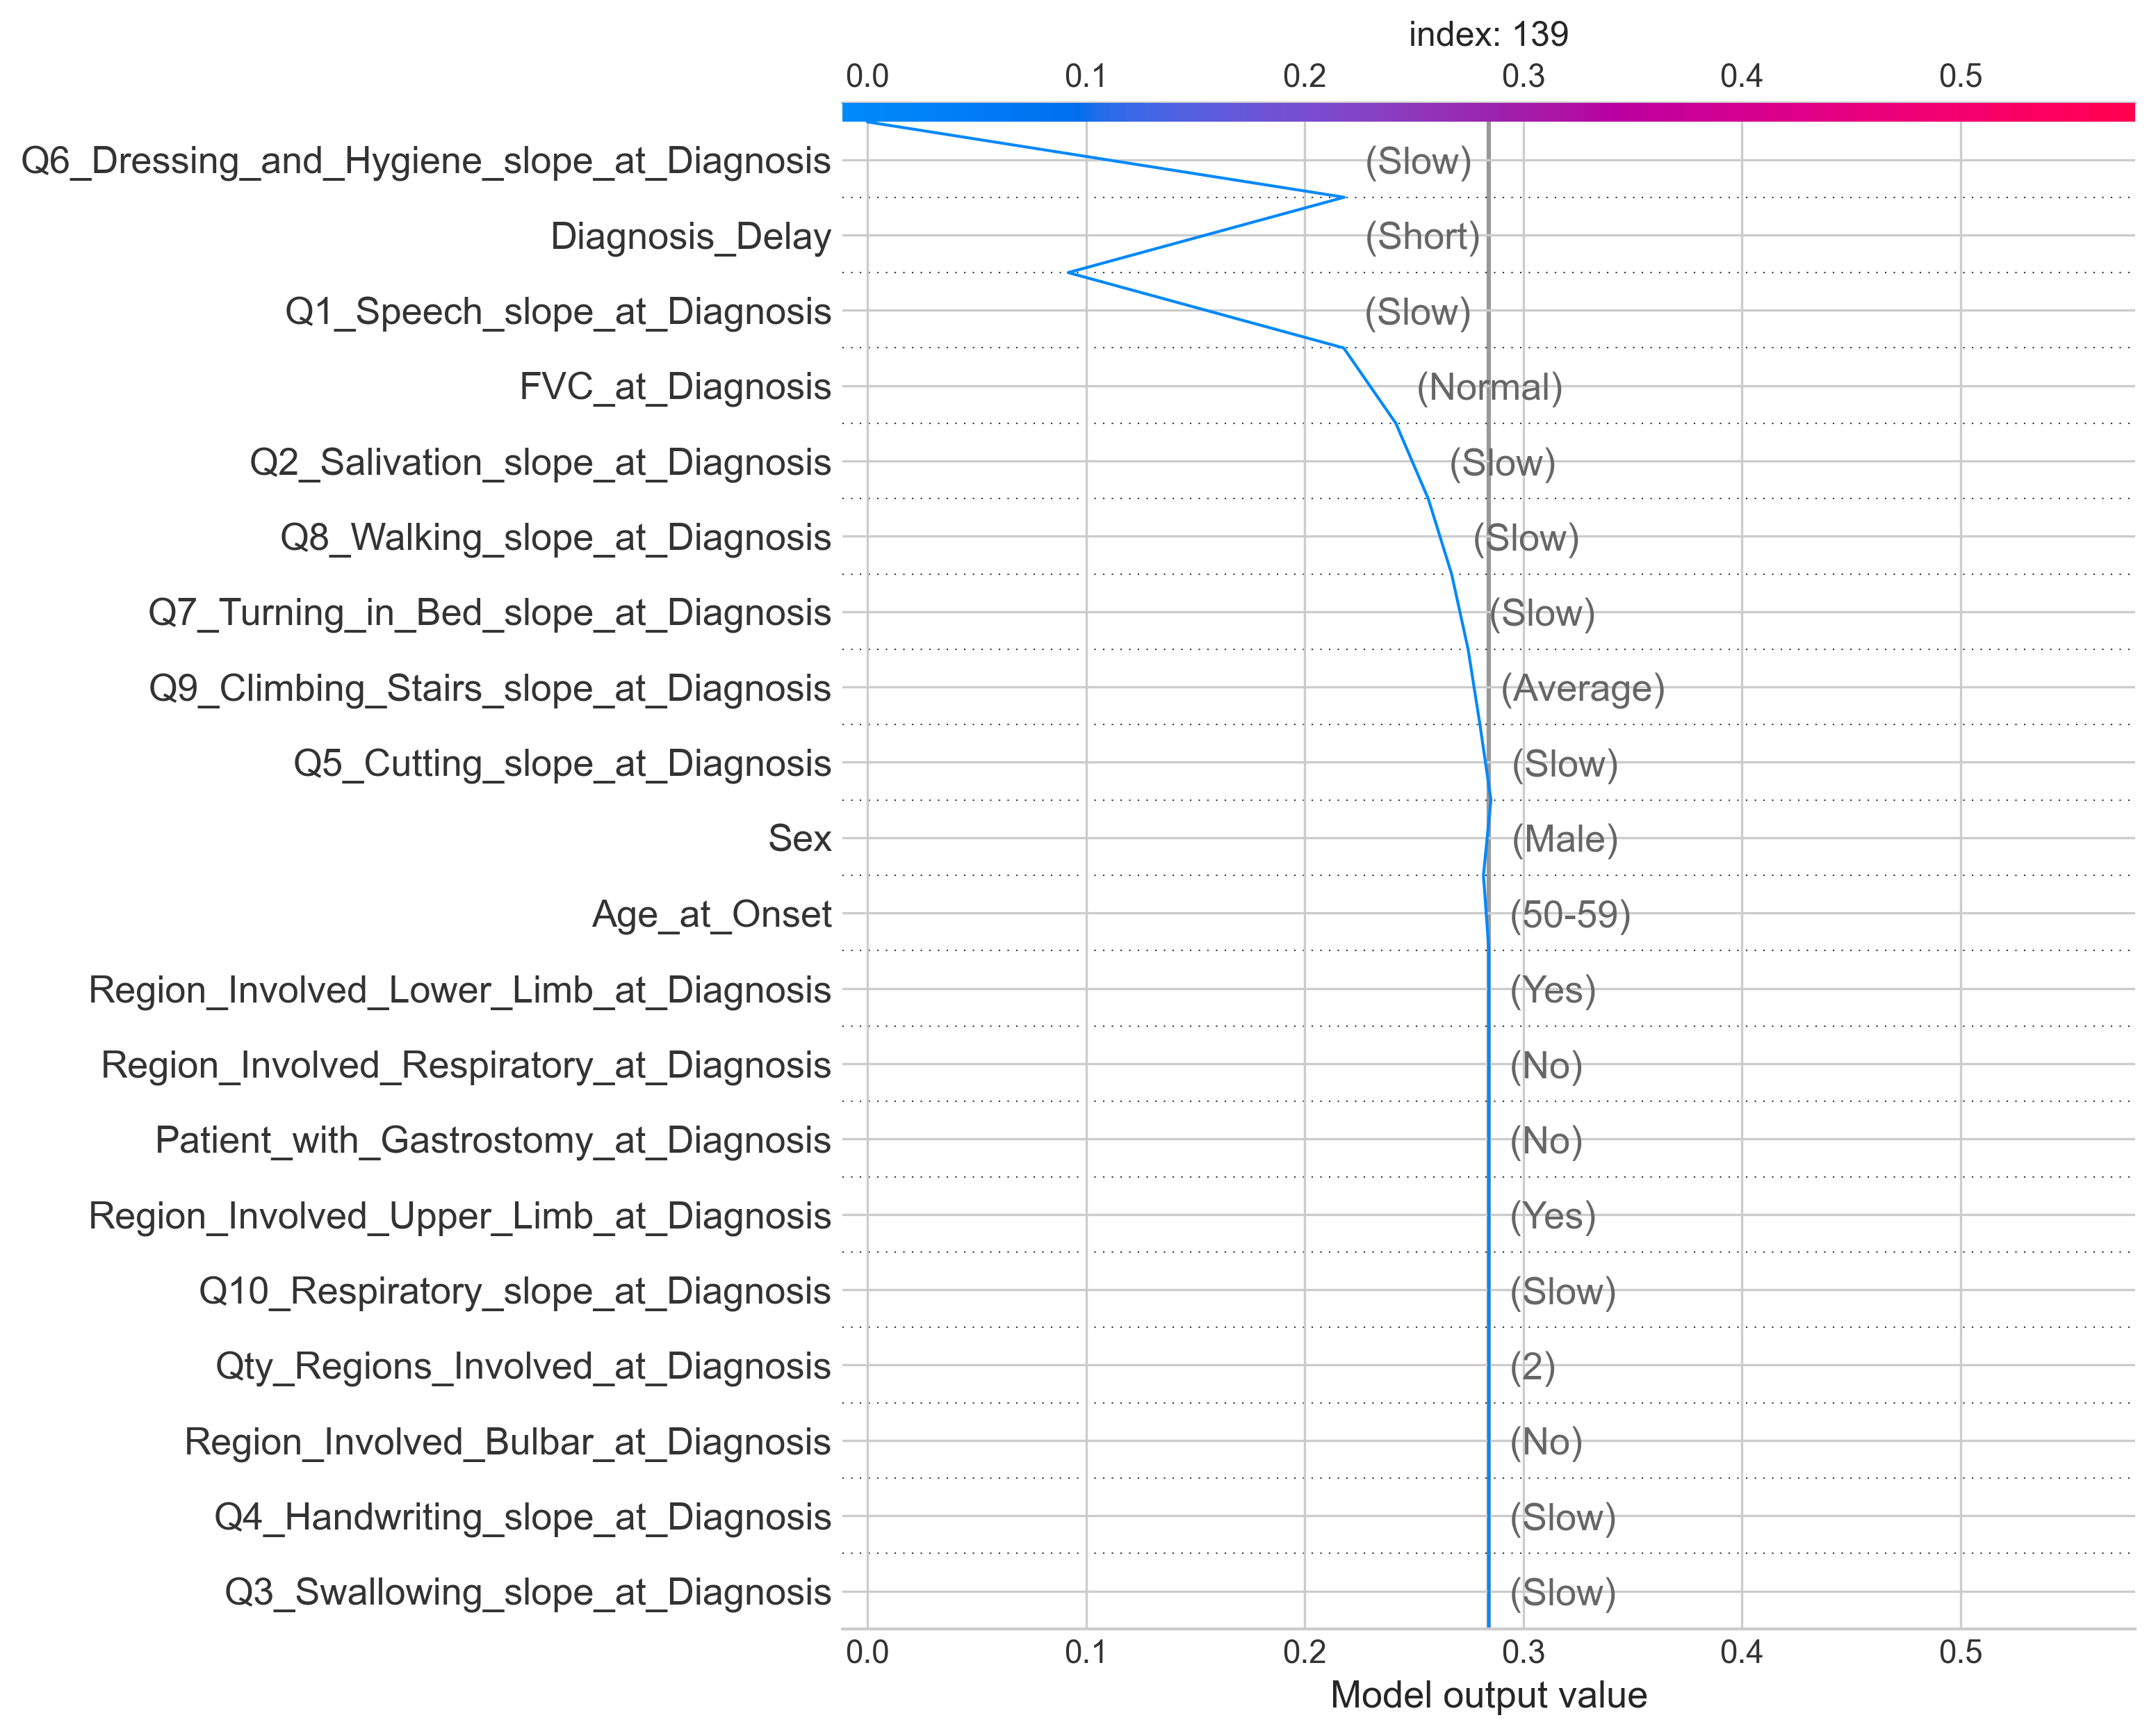 index: 139
0.0 0.1 0.2 0.3 0.4 0.5
Q6_Dressing_and_Hygiene_slope_at_Diagnosis (Slow)
Diagnosis_Delay (Short)
Q1_Speech_slope_at_Diagnosis (Slow)
FVC_at_Diagnosis (Normal)
Q2_Salivation_slope_at_Diagnosis (Slow)
Q8_Walking_slope_at_Diagnosis (Slow)
Q7_Turning_in_Bed_slope_at_Diagnosis (Slow)
Q9_Climbing_Stairs_slope_at_Diagnosis (Average)
Q5_Cutting_slope_at_Diagnosis (Slow)
Sex (Male)
Age_at_Onset (50-59)
Region_Involved_Lower_Limb_at_Diagnosis (Yes)
Region_Involved_Respiratory_at_Diagnosis (No)
Patient_with_Gastrostomy_at_Diagnosis (No)
Region_Involved_Upper_Limb_at_Diagnosis (Yes)
Q10_Respiratory_slope_at_Diagnosis (Slow)
Qty_Regions_Involved_at_Diagnosis (2)
Region_Involved_Bulbar_at_Diagnosis (No)
Q4_Handwriting_slope_at_Diagnosis (Slow)
Q3_Swallowing_slope_at_Diagnosis (Slow)
0.0 0.1 0.2 0.3 0.4 0.5
Model output value